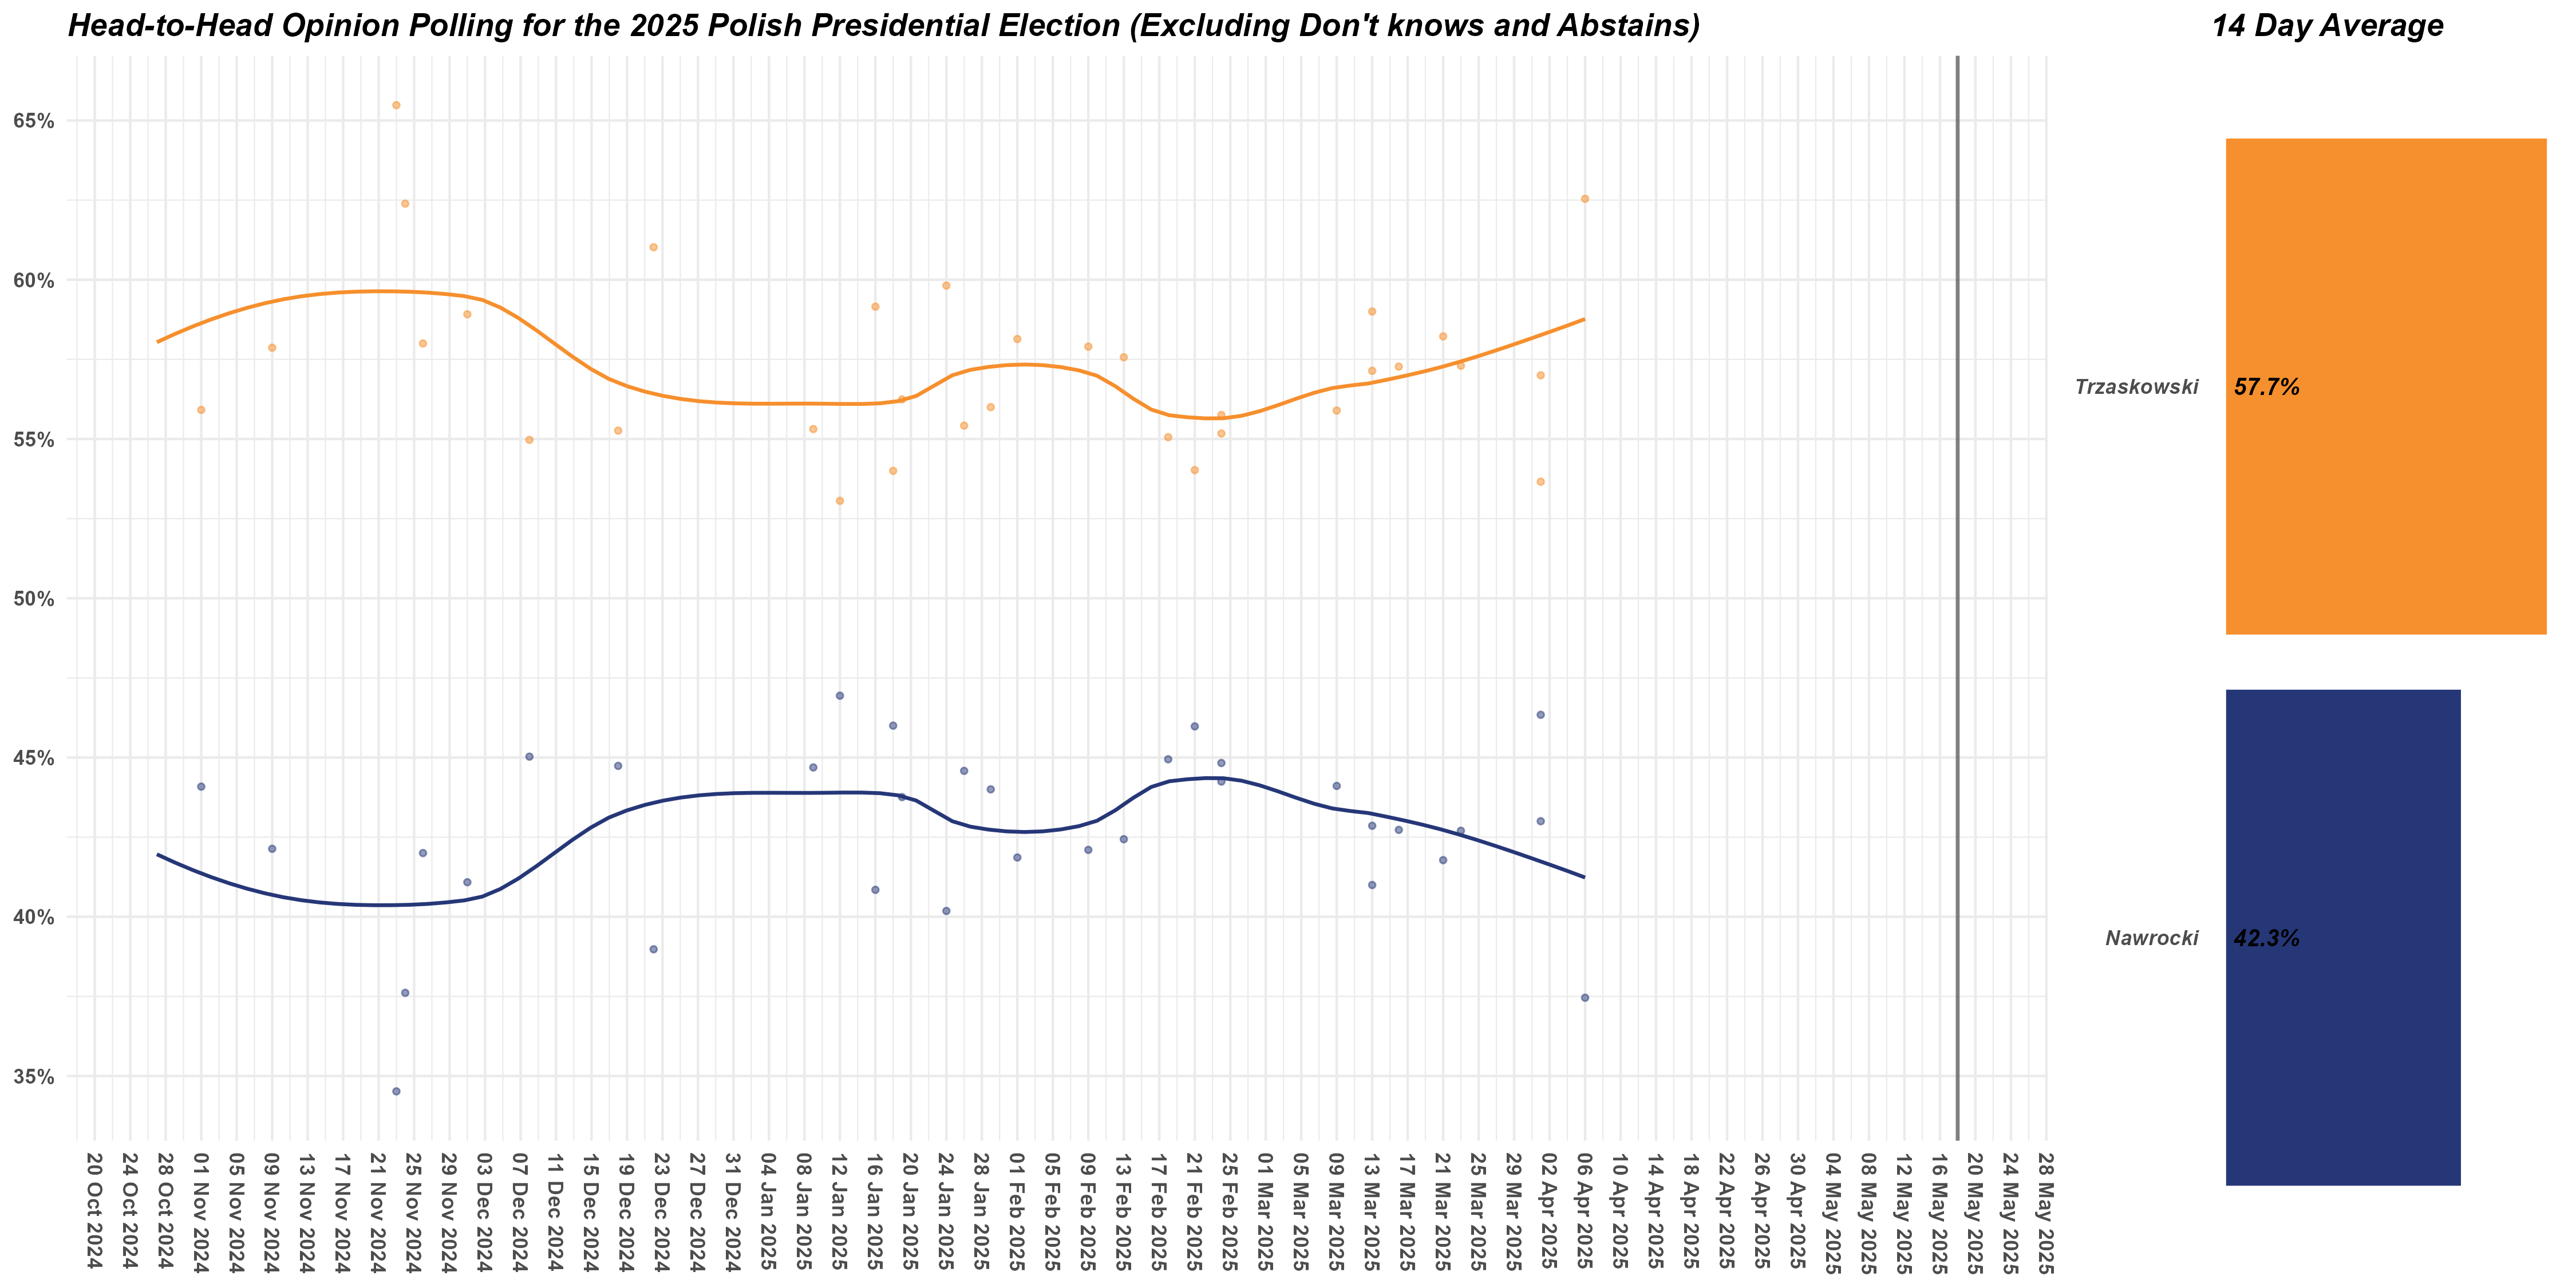 Head-to-Head Opinion Polling for the 2025 Polish Presidential Election (Excluding Don't knows and Abstains)
14 Day Average
65%
60%
55%
50%
45%
40%
35%
Trzaskowski
57.7%
Nawrocki
42.3%
20 Oct 2024
24 Oct 2024
28 Oct 2024
01 Nov 2024
05 Nov 2024
09 Nov 2024
13 Nov 2024
17 Nov 2024
21 Nov 2024
25 Nov 2024
29 Nov 2024
03 Dec 2024
07 Dec 2024
11 Dec 2024
15 Dec 2024
19 Dec 2024
23 Dec 2024
27 Dec 2024
31 Dec 2024
04 Jan 2025
08 Jan 2025
12 Jan 2025
16 Jan 2025
20 Jan 2025
24 Jan 2025
28 Jan 2025
01 Feb 2025
05 Feb 2025
09 Feb 2025
13 Feb 2025
17 Feb 2025
21 Feb 2025
25 Feb 2025
01 Mar 2025
05 Mar 2025
09 Mar 2025
13 Mar 2025
17 Mar 2025
21 Mar 2025
25 Mar 2025
29 Mar 2025
02 Apr 2025
06 Apr 2025
10 Apr 2025
14 Apr 2025
18 Apr 2025
22 Apr 2025
26 Apr 2025
30 Apr 2025
04 May 2025
08 May 2025
12 May 2025
16 May 2025
20 May 2025
24 May 2025
28 May 2025